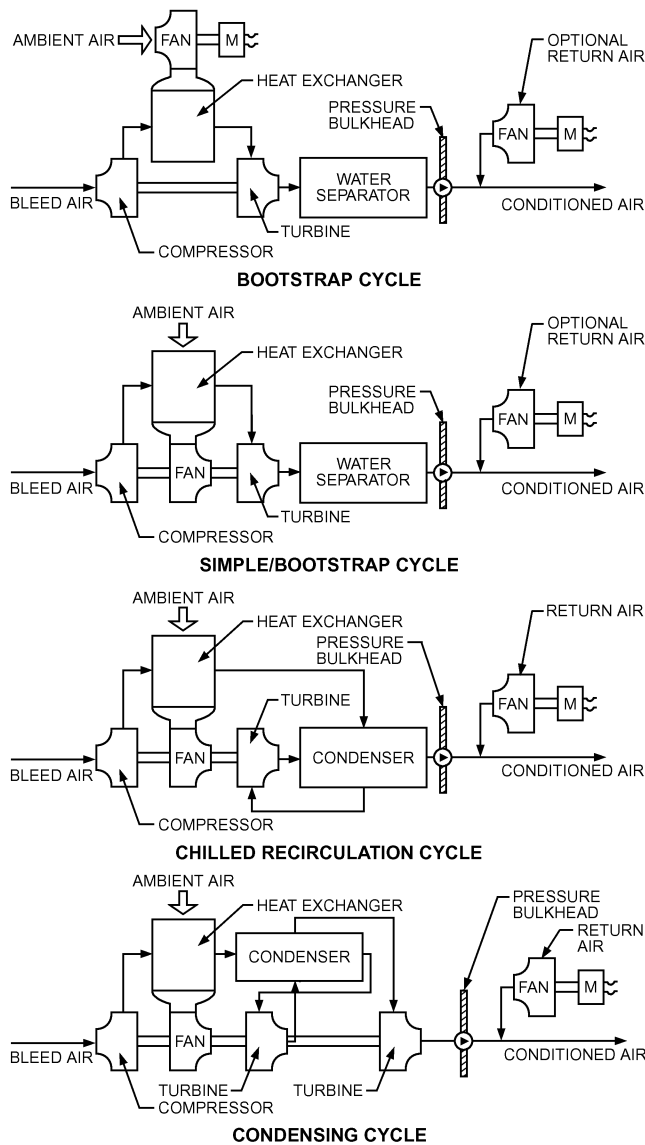 AMBIENT AIR
FAN
M
OPTIONAL
RETURN AIR
HEAT EXCHANGER
PRESSURE
BULKHEAD
FAN
M
WATER
SEPARATOR
BLEED AIR
CONDITIONED AIR
TURBINE
COMPRESSOR
BOOTSTRAP CYCLE
AMBIENT AIR
OPTIONAL
RETURN AIR
HEAT EXCHANGER
PRESSURE
BULKHEAD
FAN
M
FAN
WATER
SEPARATOR
BLEED AIR
CONDITIONED AIR
TURBINE
COMPRESSOR
SIMPLE/BOOTSTRAP CYCLE
AMBIENT AIR
RETURN AIR
HEAT EXCHANGER
PRESSURE
BULKHEAD
TURBINE
FAN
M
FAN
CONDENSER
BLEED AIR
CONDITIONED AIR
COMPRESSOR
CHILLED RECIRCULATION CYCLE
AMBIENT AIR
HEAT EXCHANGER
PRESSURE
BULKHEAD
RETURN
AIR
CONDENSER
FAN
M
FAN
BLEED AIR
CONDITIONED AIR
TURBINE
TURBINE
COMPRESSOR
CONDENSING CYCLE